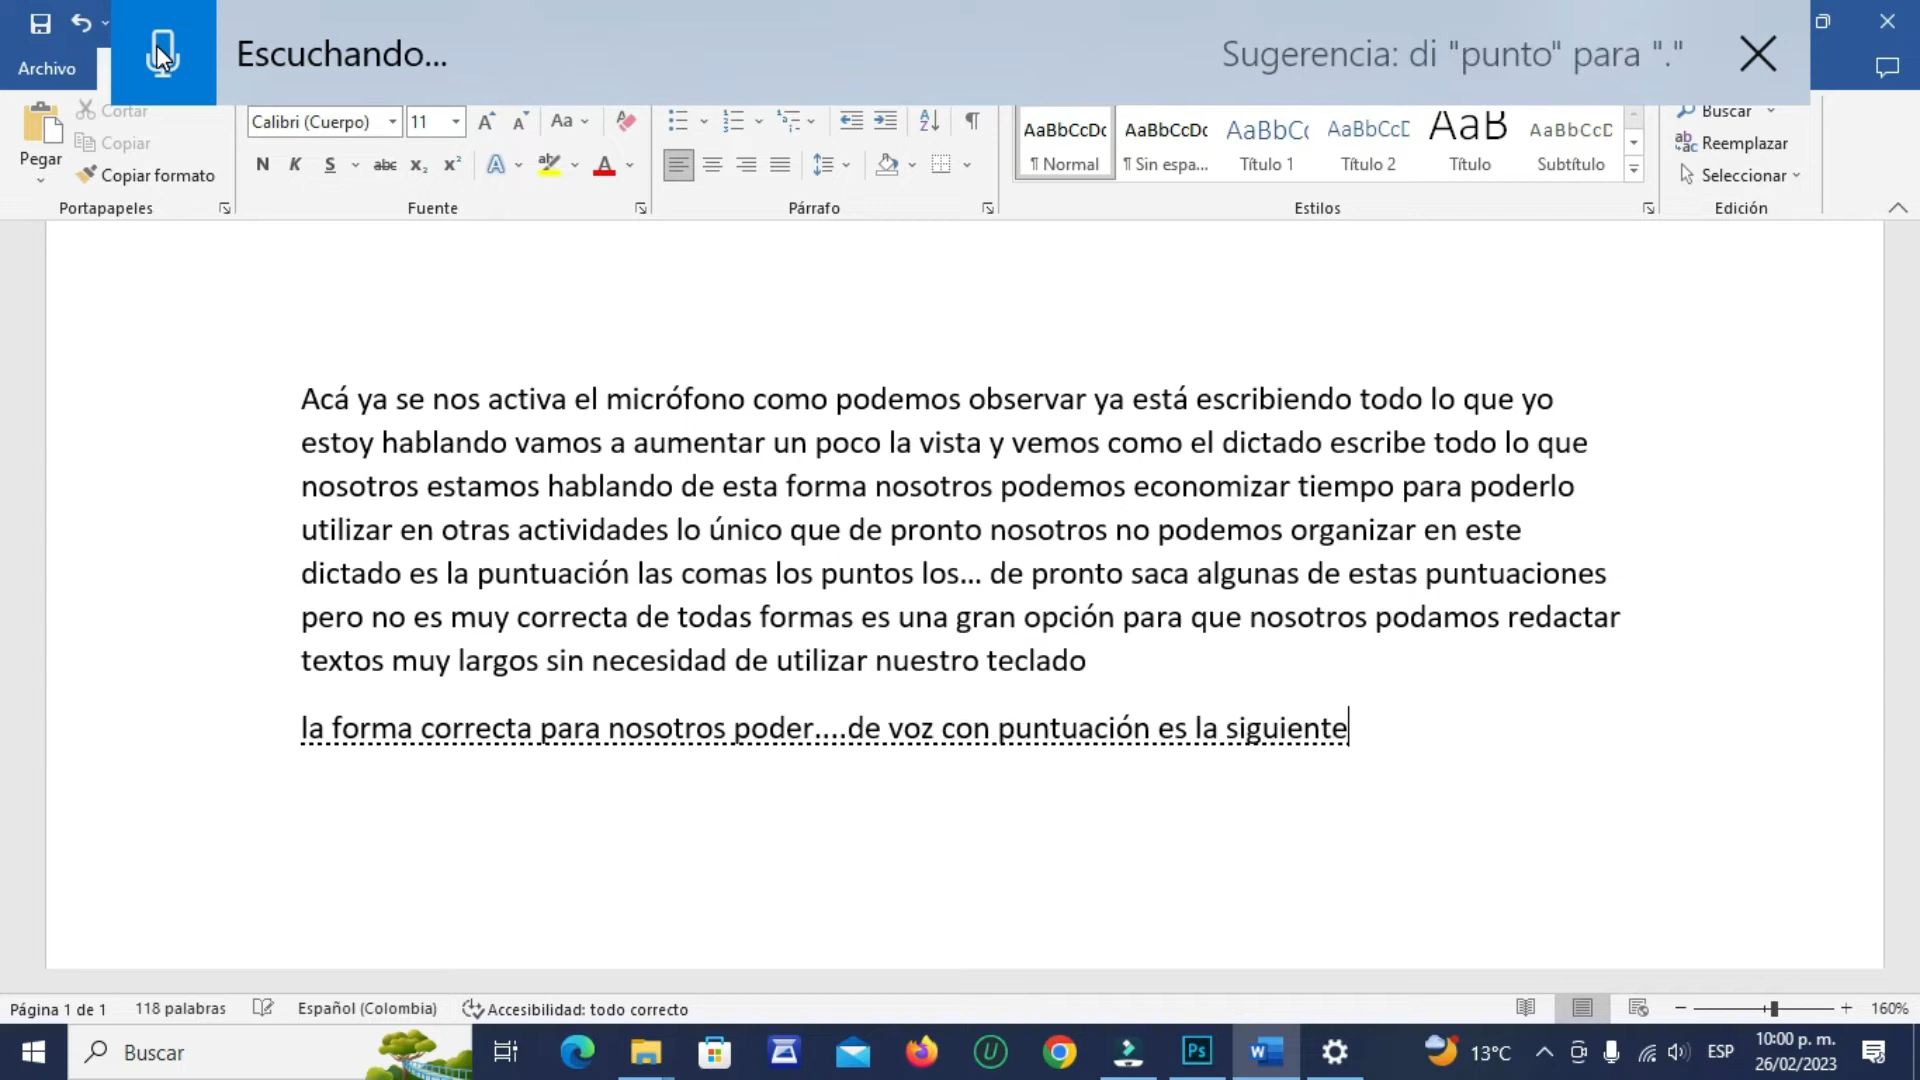 Escuchando...
Sugerencia: di "punto" para "."
Archivo
Pegar
Cortar
Copiar
Copiar formato
Portapapeles
Calibri (Cuerpo)
11
Aa
N K S abc x₂ x² A A
Fuente
Párrafo
AaBbCcDc AaBbCcDc AaBbCc AaBbCcD AaB AaBbCcD
¶ Normal ¶ Sin espa... Título 1 Título 2 Título Subtítulo
Estilos
Buscar
Reemplazar
Seleccionar
Edición
Acá ya se nos activa el micrófono como podemos observar ya está escribiendo todo lo que yo
estoy hablando vamos a aumentar un poco la vista y vemos como el dictado escribe todo lo que
nosotros estamos hablando de esta forma nosotros podemos economizar tiempo para poderlo
utilizar en otras actividades lo único que de pronto nosotros no podemos organizar en este
dictado es la puntuación las comas los puntos los... de pronto saca algunas de estas puntuaciones
pero no es muy correcta de todas formas es una gran opción para que nosotros podamos redactar
textos muy largos sin necesidad de utilizar nuestro teclado
la forma correcta para nosotros poder....de voz con puntuación es la siguiente
Página 1 de 1 118 palabras Español (Colombia) Accesibilidad: todo correcto 160%
Buscar
Ps
13°C
ESP
10:00 p. m.
26/02/2023